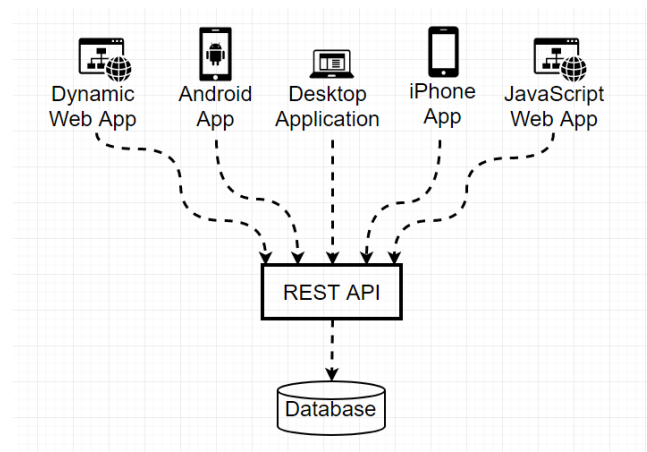 Dynamic
Web App
Android
App
Desktop
Application
iPhone
App
JavaScript
Web App
REST API
Database